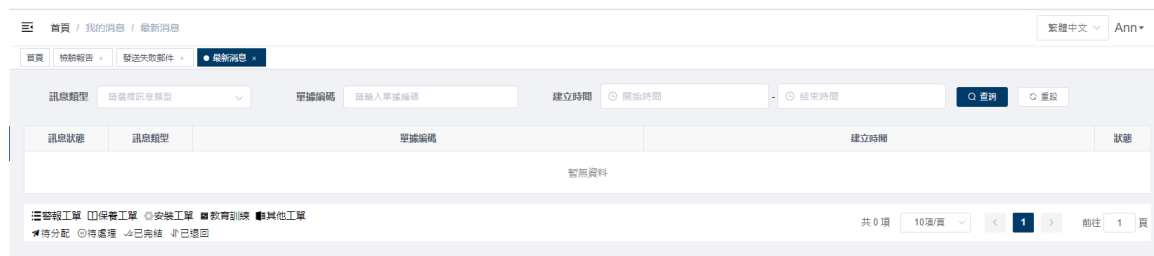 首頁 / 我的消息 / 最新消息 繁體中文 Ann
首頁 檢驗報告 × 發送失敗郵件 × 最新消息 ×
訊息類型 請選擇訊息類型 單據編碼 請輸入單據編碼 建立時間 開始時間 - 結束時間 查詢 重設
訊息狀態 訊息類型 單據編碼 建立時間 狀態
暫無資料
警報工單 保養工單 安裝工單 教育訓練 其他工單
待分配 待處理 已完結 已退回
共 0 項 10項/頁 < 1 > 前往 1 頁